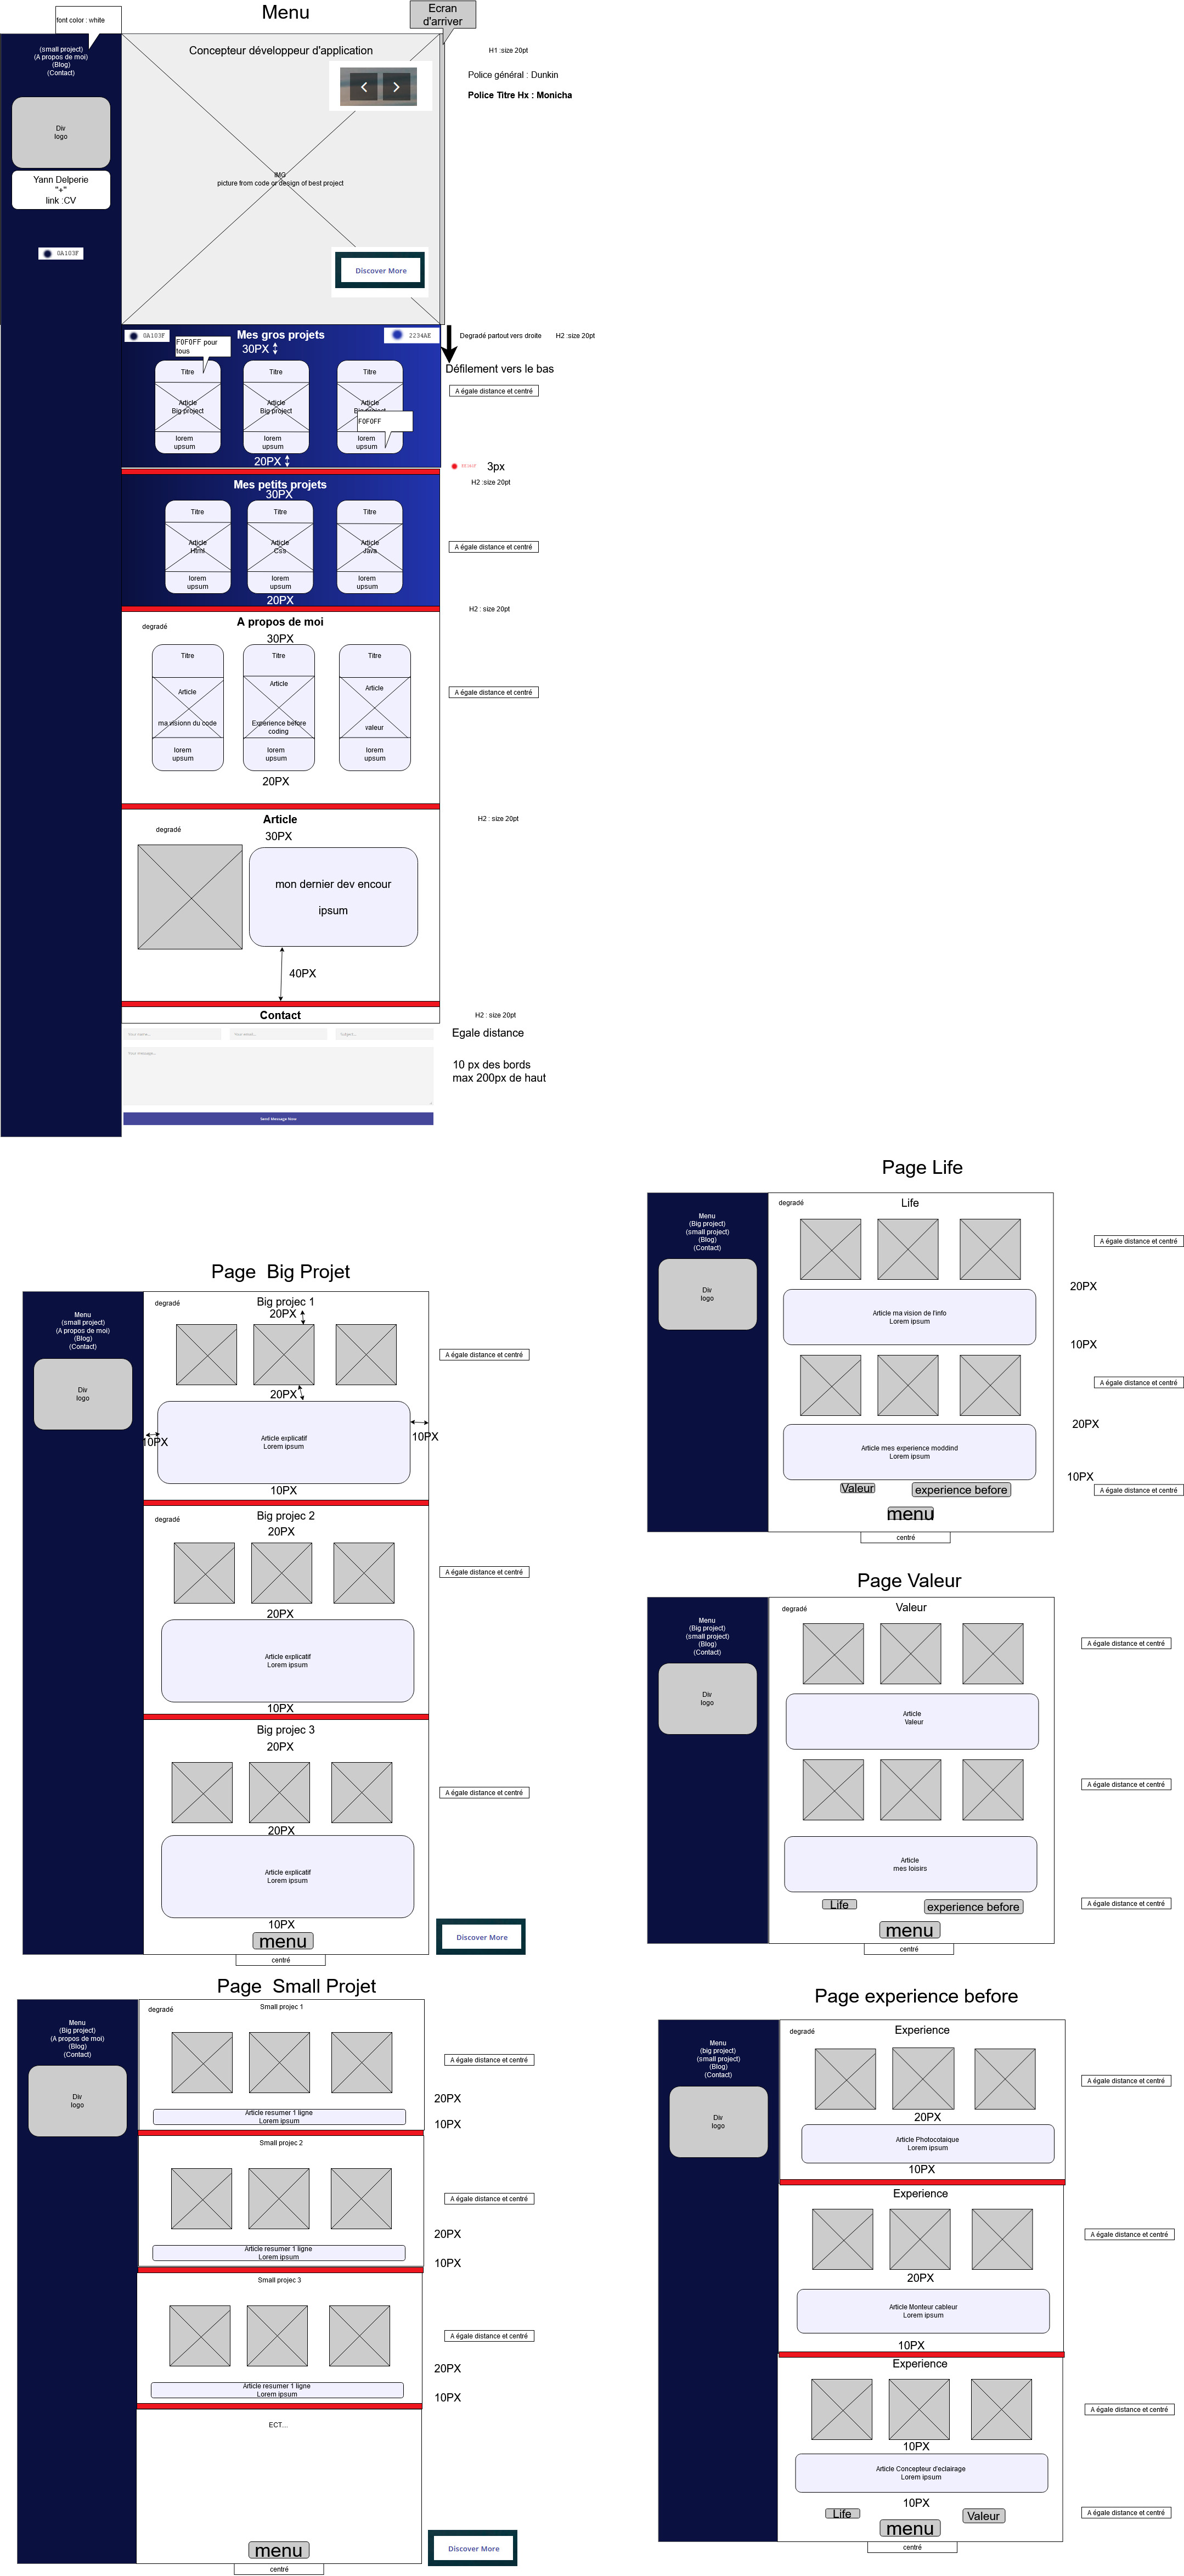 Menu
Ecran
d'arriver
font color : white
(small project)
(A propos de moi)
(Blog)
(Contact)
Div
logo
Yann Delperie
"+"
link :CV
0A103F
Concepteur développeur d'application
IMG
picture from code or design of best project
Discover More
H1 :size 20pt
Police général : Dunkin
Police Titre Hx : Monicha
0A103F
Mes gros projets
2234AE
F0F0FF pour
tous
30PX
Titre
Titre
Titre
Article
Big project
Article
Big project
Article
Big project
F0F0FF
lorem
upsum
lorem
upsum
lorem
upsum
20PX
Degradé partout vers droite
H2 :size 20pt
Défilement vers le bas
A égale distance et centré
3px
H2 :size 20pt
Mes petits projets
30PX
Titre
Titre
Titre
Article
Html
Article
Css
Article
Java
lorem
upsum
lorem
upsum
lorem
upsum
20PX
A égale distance et centré
H2 : size 20pt
degradé
A propos de moi
30PX
Titre
Titre
Titre
Article
ma visionn du code
Article
Experience before
coding
Article
valeur
lorem
upsum
lorem
upsum
lorem
upsum
20PX
A égale distance et centré
H2 : size 20pt
Article
degradé
30PX
mon dernier dev encour
ipsum
40PX
Contact
H2 : size 20pt
Your name...
Your email...
Subject...
Your message...
Send Message Now
Egale distance
10 px des bords
max 200px de haut
Page Big Projet
Menu
(small project)
(A propos de moi)
(Blog)
(Contact)
Div
logo
degradé
Big projec 1
20PX
20PX
10PX
10PX
Article explicatif
Lorem ipsum
10PX
A égale distance et centré
degradé
Big projec 2
20PX
20PX
Article explicatif
Lorem ipsum
10PX
A égale distance et centré
Big projec 3
20PX
20PX
Article explicatif
Lorem ipsum
10PX
menu
centré
A égale distance et centré
Discover More
Page Small Projet
Menu
(Big project)
(A propos de moi)
(Blog)
(Contact)
Div
logo
degradé
Small projec 1
Article resumer 1 ligne
Lorem ipsum
A égale distance et centré
20PX
10PX
Small projec 2
Article resumer 1 ligne
Lorem ipsum
A égale distance et centré
20PX
10PX
Small projec 3
Article resumer 1 ligne
Lorem ipsum
A égale distance et centré
20PX
10PX
ECT...
menu
centré
Discover More
Page Life
Menu
(Big project)
(small project)
(Blog)
(Contact)
Div
logo
degradé
Life
Article ma vision de l'info
Lorem ipsum
Article mes experience moddind
Lorem ipsum
Valeur
experience before
menu
centré
A égale distance et centré
20PX
10PX
A égale distance et centré
20PX
10PX
A égale distance et centré
Page Valeur
Menu
(Big project)
(small project)
(Blog)
(Contact)
Div
logo
degradé
Valeur
Article
Valeur
Article
mes loisirs
Life
experience before
menu
centré
A égale distance et centré
A égale distance et centré
A égale distance et centré
Page experience before
Menu
(big project)
(small project)
(Blog)
(Contact)
Div
logo
degradé
Experience
20PX
Article Photocotaique
Lorem ipsum
10PX
A égale distance et centré
Experience
20PX
Article Monteur cableur
Lorem ipsum
10PX
A égale distance et centré
Experience
10PX
Article Concepteur d'eclairage
Lorem ipsum
10PX
Life
Valeur
menu
centré
A égale distance et centré
A égale distance et centré